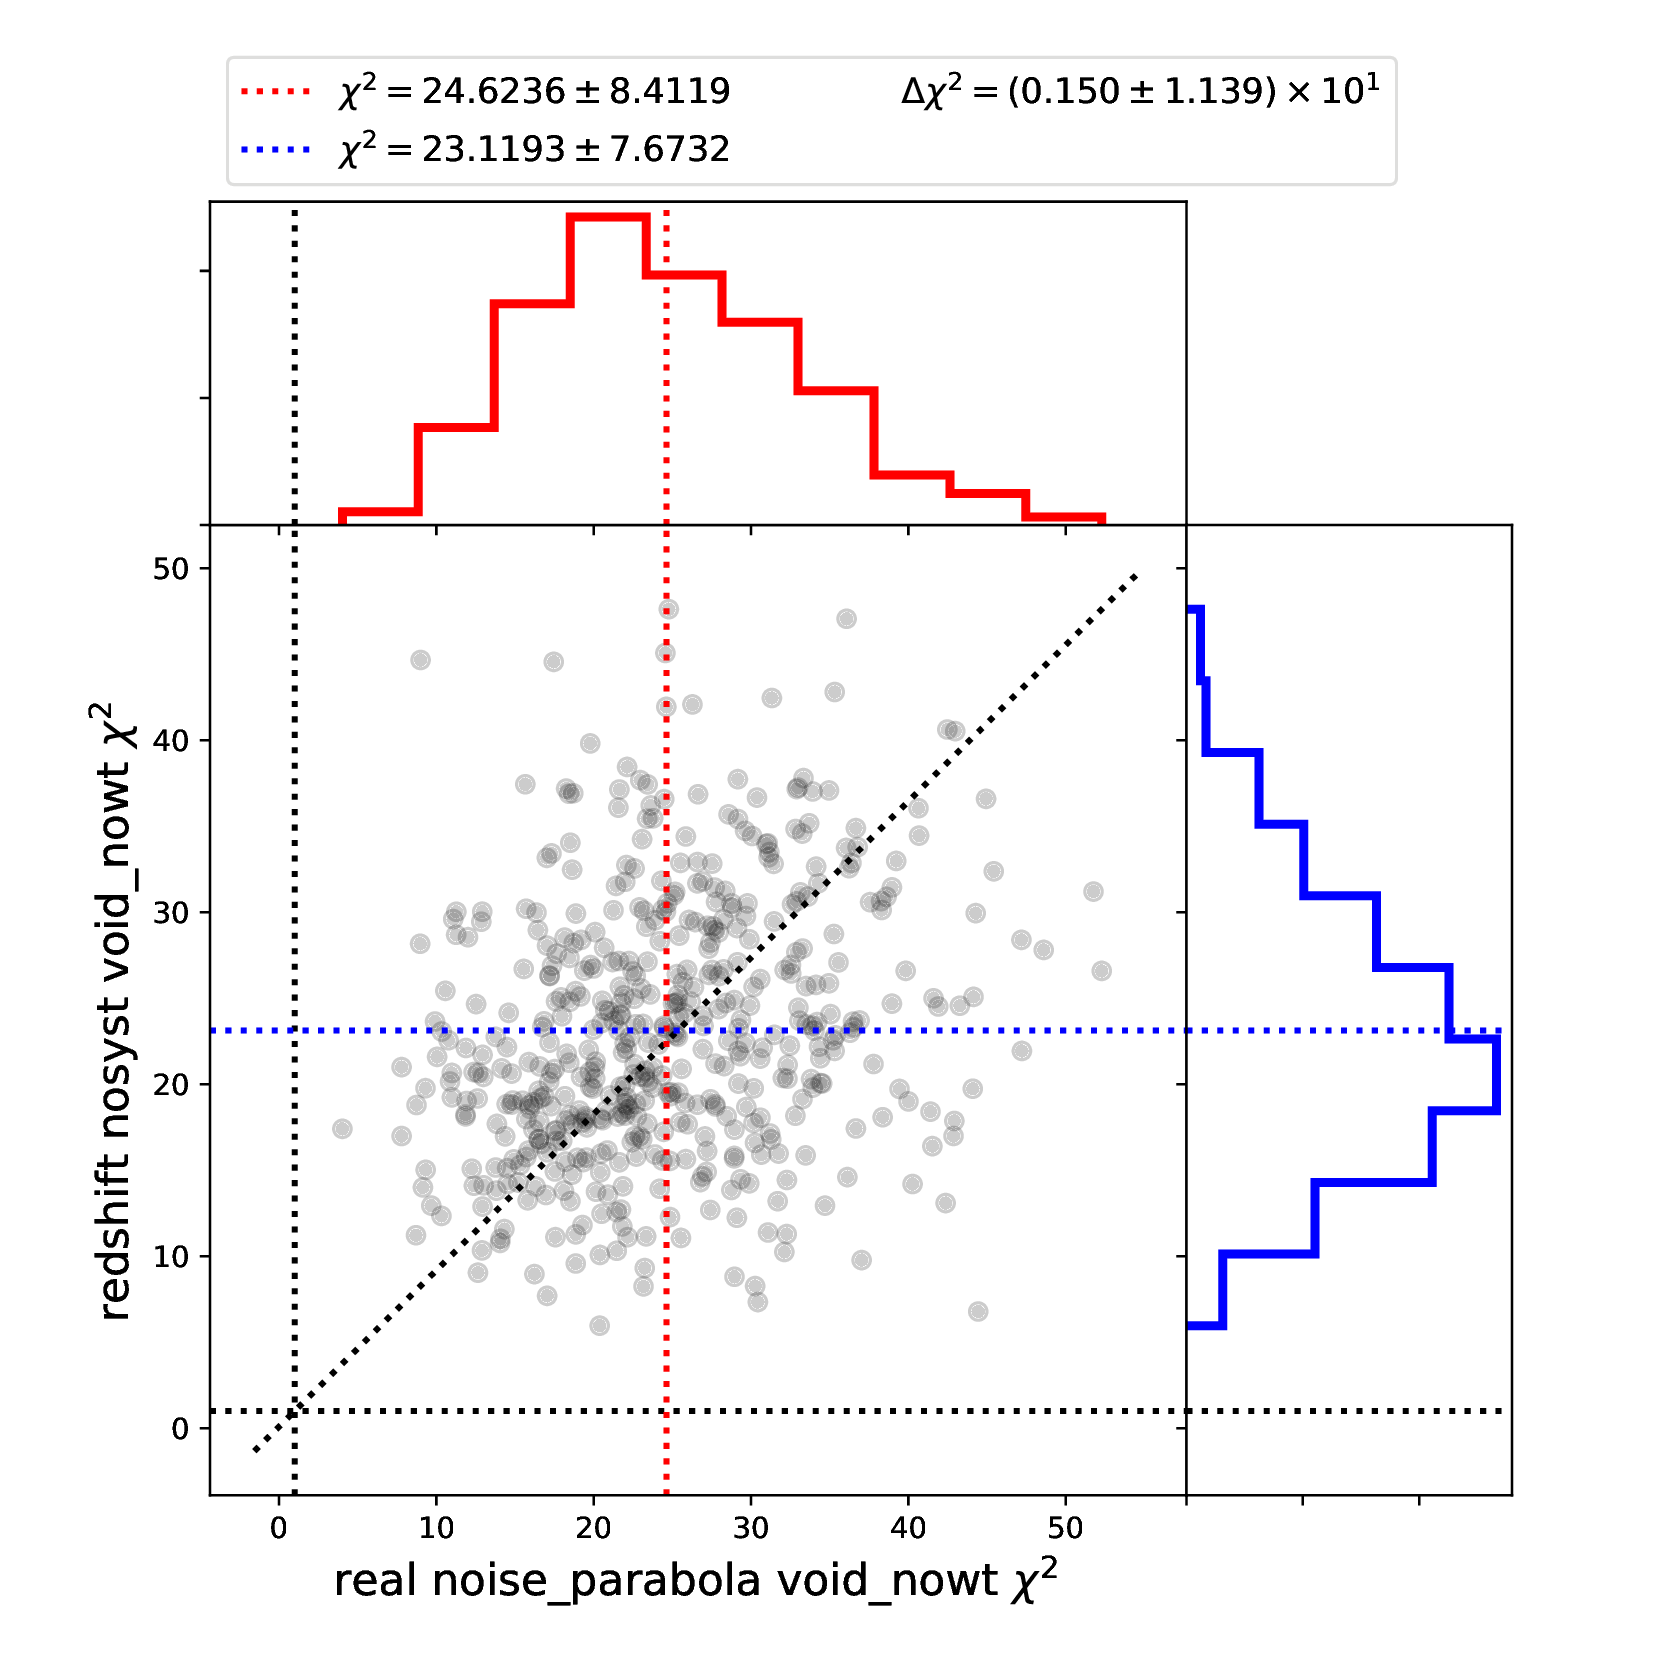 χ² = 24.6236 ± 8.4119
χ² = 23.1193 ± 7.6732
Δχ² = (0.150 ± 1.139) × 10¹
50
40
30
20
10
0
redshift nosyst void_nowt χ²
0 10 20 30 40 50
real noise_parabola void_nowt χ²